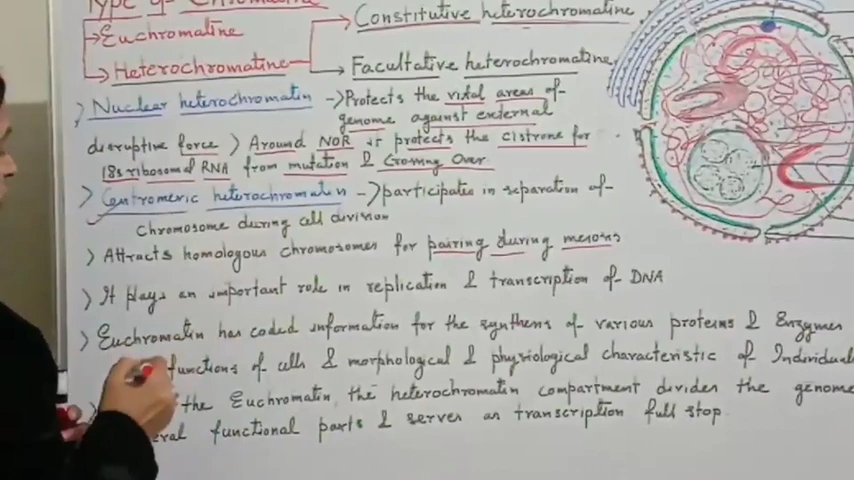 Type of Chromatine
Euchromatine
Heterochromatine
Constitutive heterochromatine
Facultative heterochromatine
Nuclear heterochromatin -> Protects the vital areas of
genome against external
disruptive force > Around NOR it protects the cistrone for
18s ribosomal RNA from mutation & Crossing Over
> Centromeric heterochromatin -> participates in separation of
chromosome during cell division
> Attracts homologous chromosomes for pairing during meiosis
> It plays an important role in replication & transcription of DNA
> Euchromatin has coded information for the synthesis of various proteins & Enzymes
functions of cells & morphological & physiological characteristic of Individuals
the Euchromatin, the heterochromatin compartment divides the genome
functional parts & serves as transcription full stop